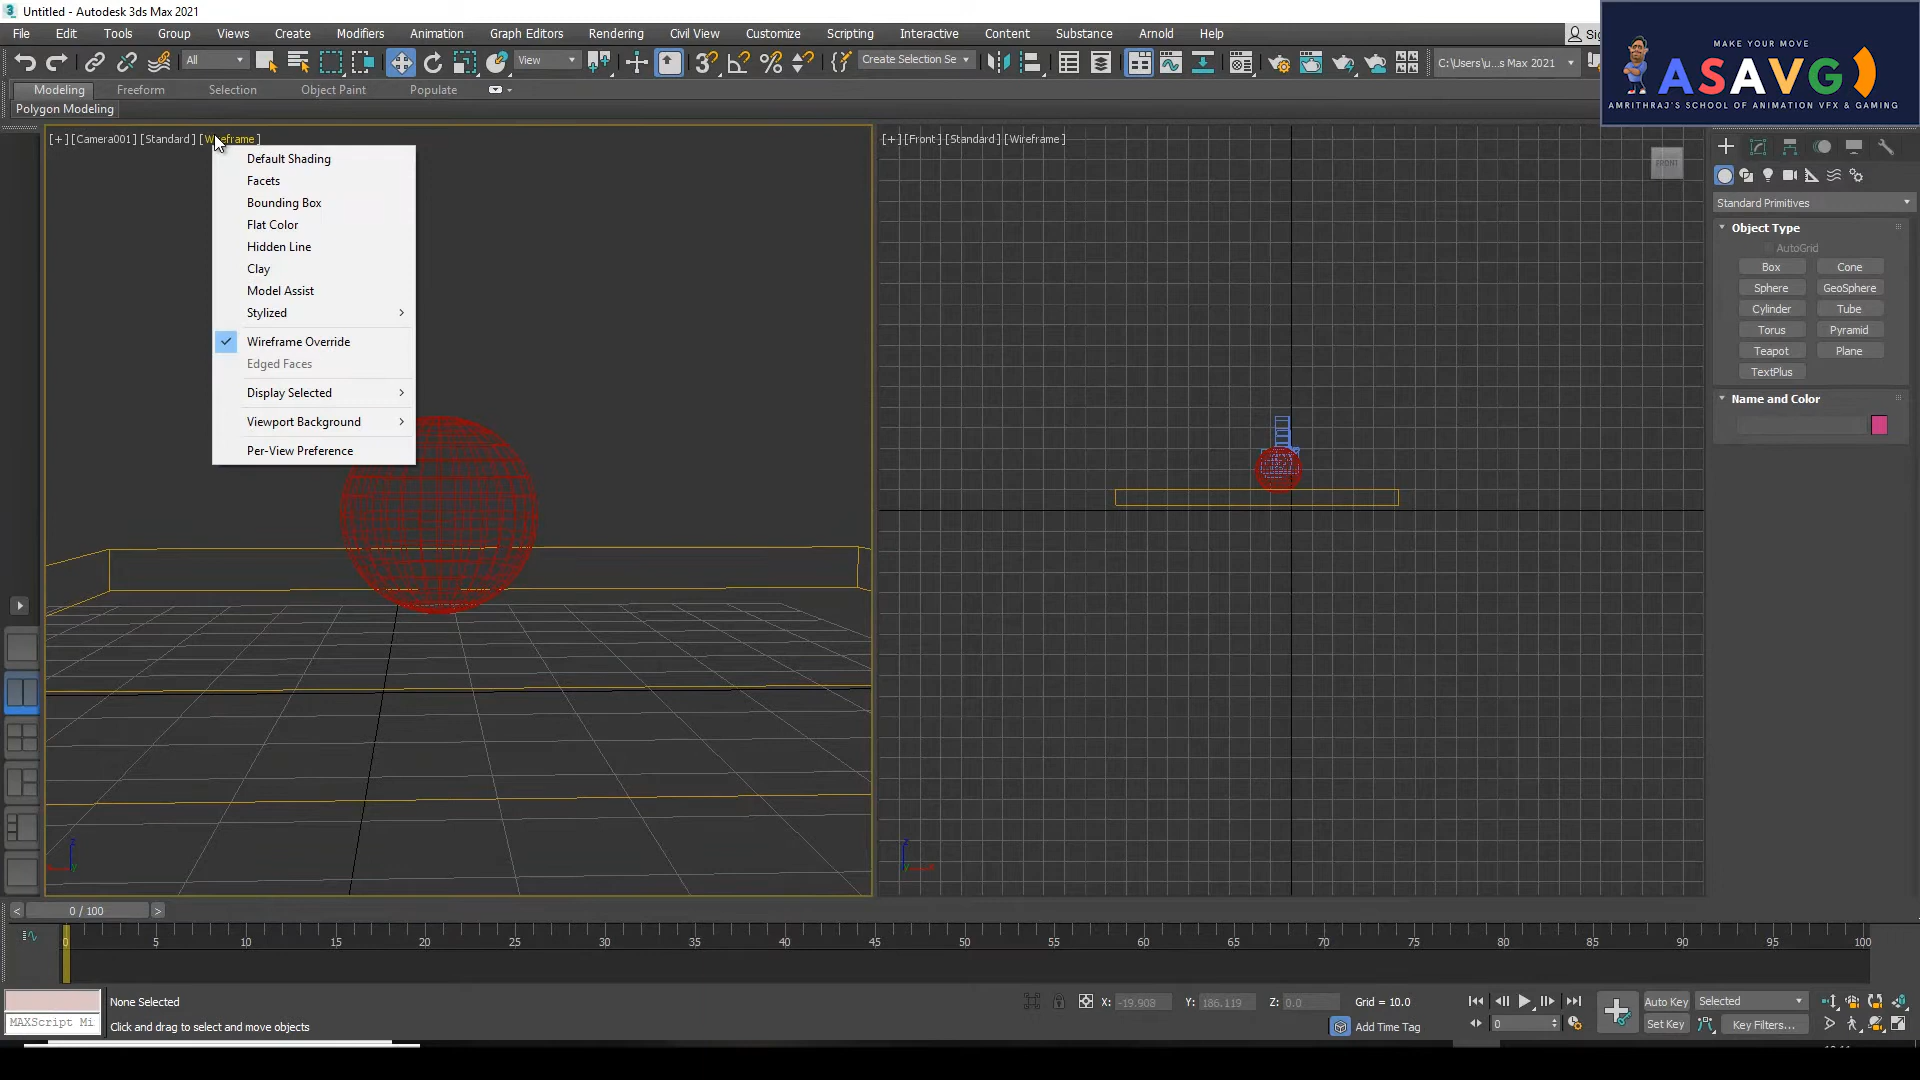 Untitled - Autodesk 3ds Max 2021
File Edit Tools Group Views Create Modifiers Animation Graph Editors Rendering Civil View Customize Scripting Interactive Content Substance Arnold Help
MAKE YOUR MOVE
ASAVG
AMRITHRAJ'S SCHOOL OF ANIMATION VFX & GAMING
All View Create Selection Se C:\Users\u...s Max 2021
Modeling Freeform Selection Object Paint Populate
Polygon Modeling
[+] [Camera001] [Standard] [Wireframe]
[+] [Front] [Standard] [Wireframe]
FRONT
Default Shading
Facets
Bounding Box
Flat Color
Hidden Line
Clay
Model Assist
Stylized
Wireframe Override
Edged Faces
Display Selected
Viewport Background
Per-View Preference
Standard Primitives
Object Type
AutoGrid
Box Cone
Sphere GeoSphere
Cylinder Tube
Torus Pyramid
Teapot Plane
TextPlus
Name and Color
0 / 100
0 5 10 15 20 25 30 35 40 45 50 55 60 65 70 75 80 85 90 95 100
None Selected X: -19.908 Y: 186.119 Z: 0.0 Grid = 10.0 Auto Key Selected
MAXScript Mi Click and drag to select and move objects Add Time Tag 0 Set Key Key Filters...